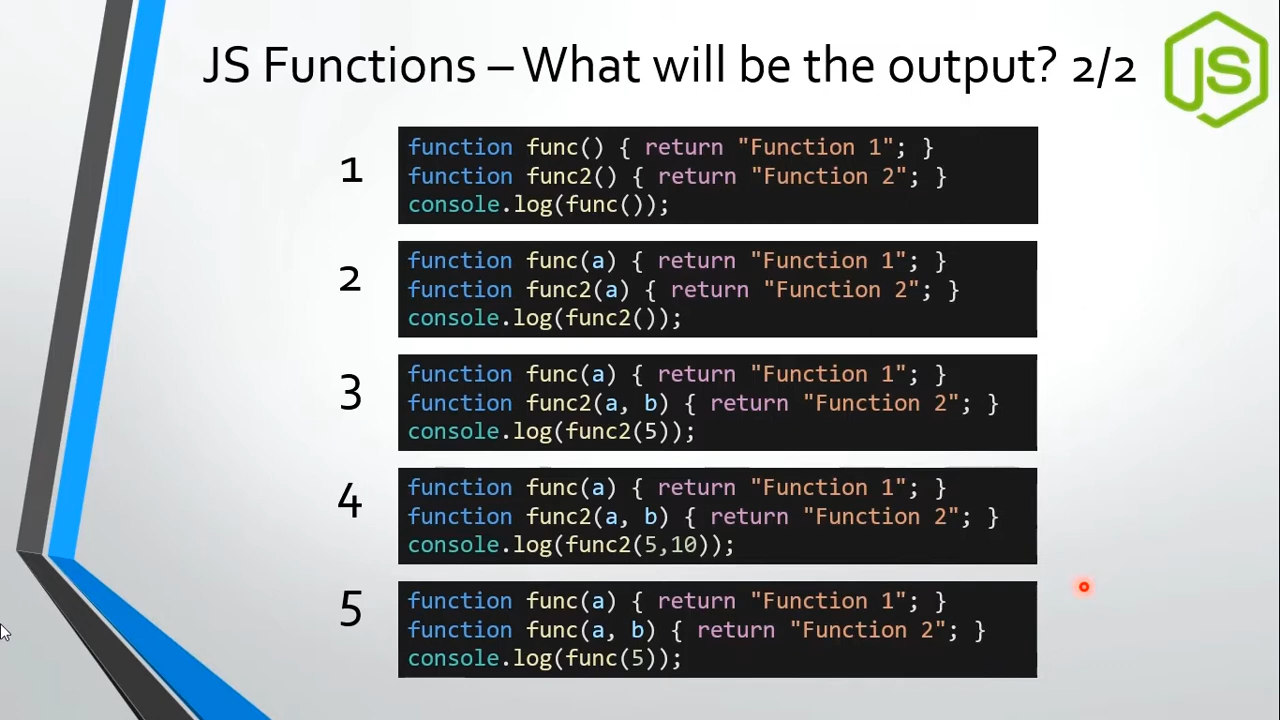 JS Functions – What will be the output? 2/2
JS
1
function func() { return "Function 1"; }
function func2() { return "Function 2"; }
console.log(func());
2
function func(a) { return "Function 1"; }
function func2(a) { return "Function 2"; }
console.log(func2());
3
function func(a) { return "Function 1"; }
function func2(a, b) { return "Function 2"; }
console.log(func2(5));
4
function func(a) { return "Function 1"; }
function func2(a, b) { return "Function 2"; }
console.log(func2(5,10));
5
function func(a) { return "Function 1"; }
function func(a, b) { return "Function 2"; }
console.log(func(5));